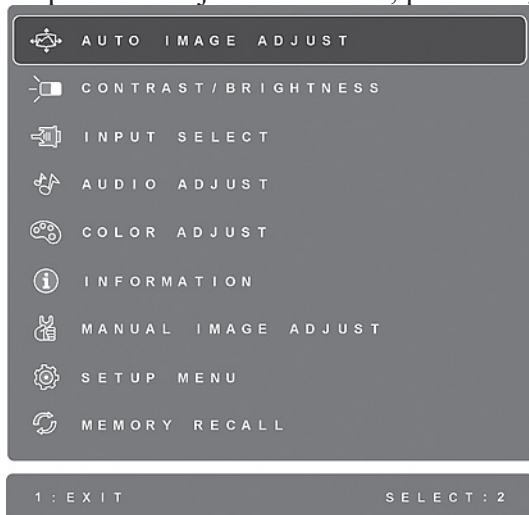 AUTO IMAGE ADJUST
CONTRAST/BRIGHTNESS
INPUT SELECT
AUDIO ADJUST
COLOR ADJUST
INFORMATION
MANUAL IMAGE ADJUST
SETUP MENU
MEMORY RECALL
1:EXIT SELECT:2